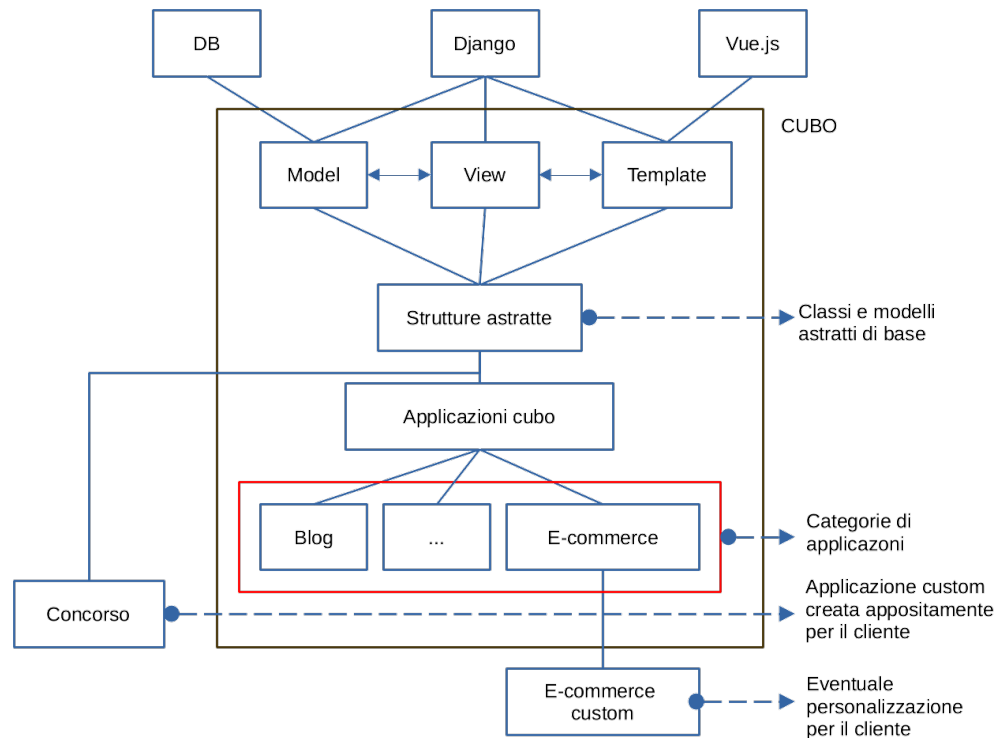 DB
Django
Vue.js
CUBO
Model
View
Template
Strutture astratte
Classi e modelli
astratti di base
Applicazioni cubo
Blog
...
E-commerce
Categorie di
applicazoni
Concorso
Applicazione custom
creata appositamente
per il cliente
E-commerce
custom
Eventuale
personalizzazione
per il cliente